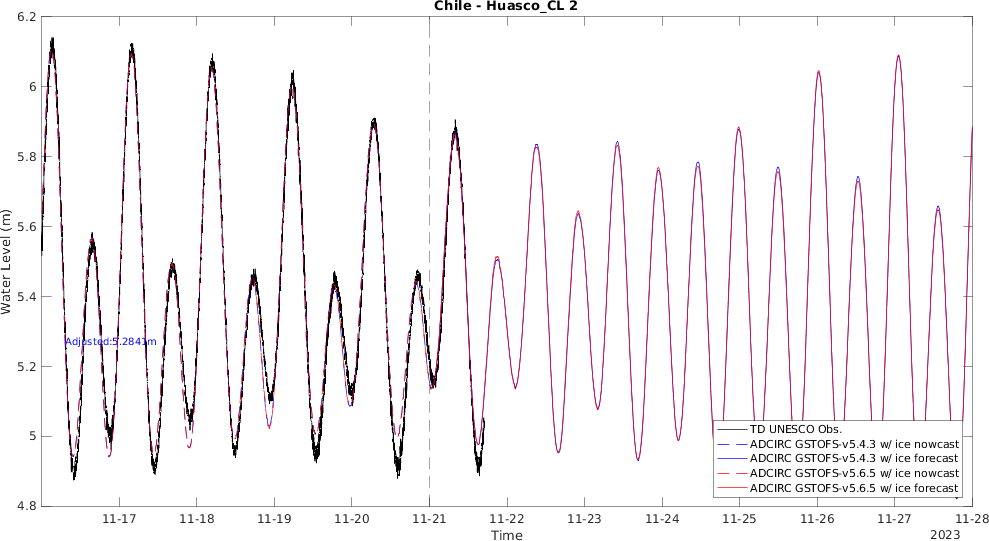 Chile - Huasco_CL 2
6.2
6
5.8
5.6
5.4
5.2
5
4.8
Water Level (m)
Adjusted:5.2841m
TD UNESCO Obs.
ADCIRC GSTOFS-v5.4.3 w/ ice nowcast
ADCIRC GSTOFS-v5.4.3 w/ ice forecast
ADCIRC GSTOFS-v5.6.5 w/ ice nowcast
ADCIRC GSTOFS-v5.6.5 w/ ice forecast
11-17 11-18 11-19 11-20 11-21 11-22 11-23 11-24 11-25 11-26 11-27 11-28
Time
2023